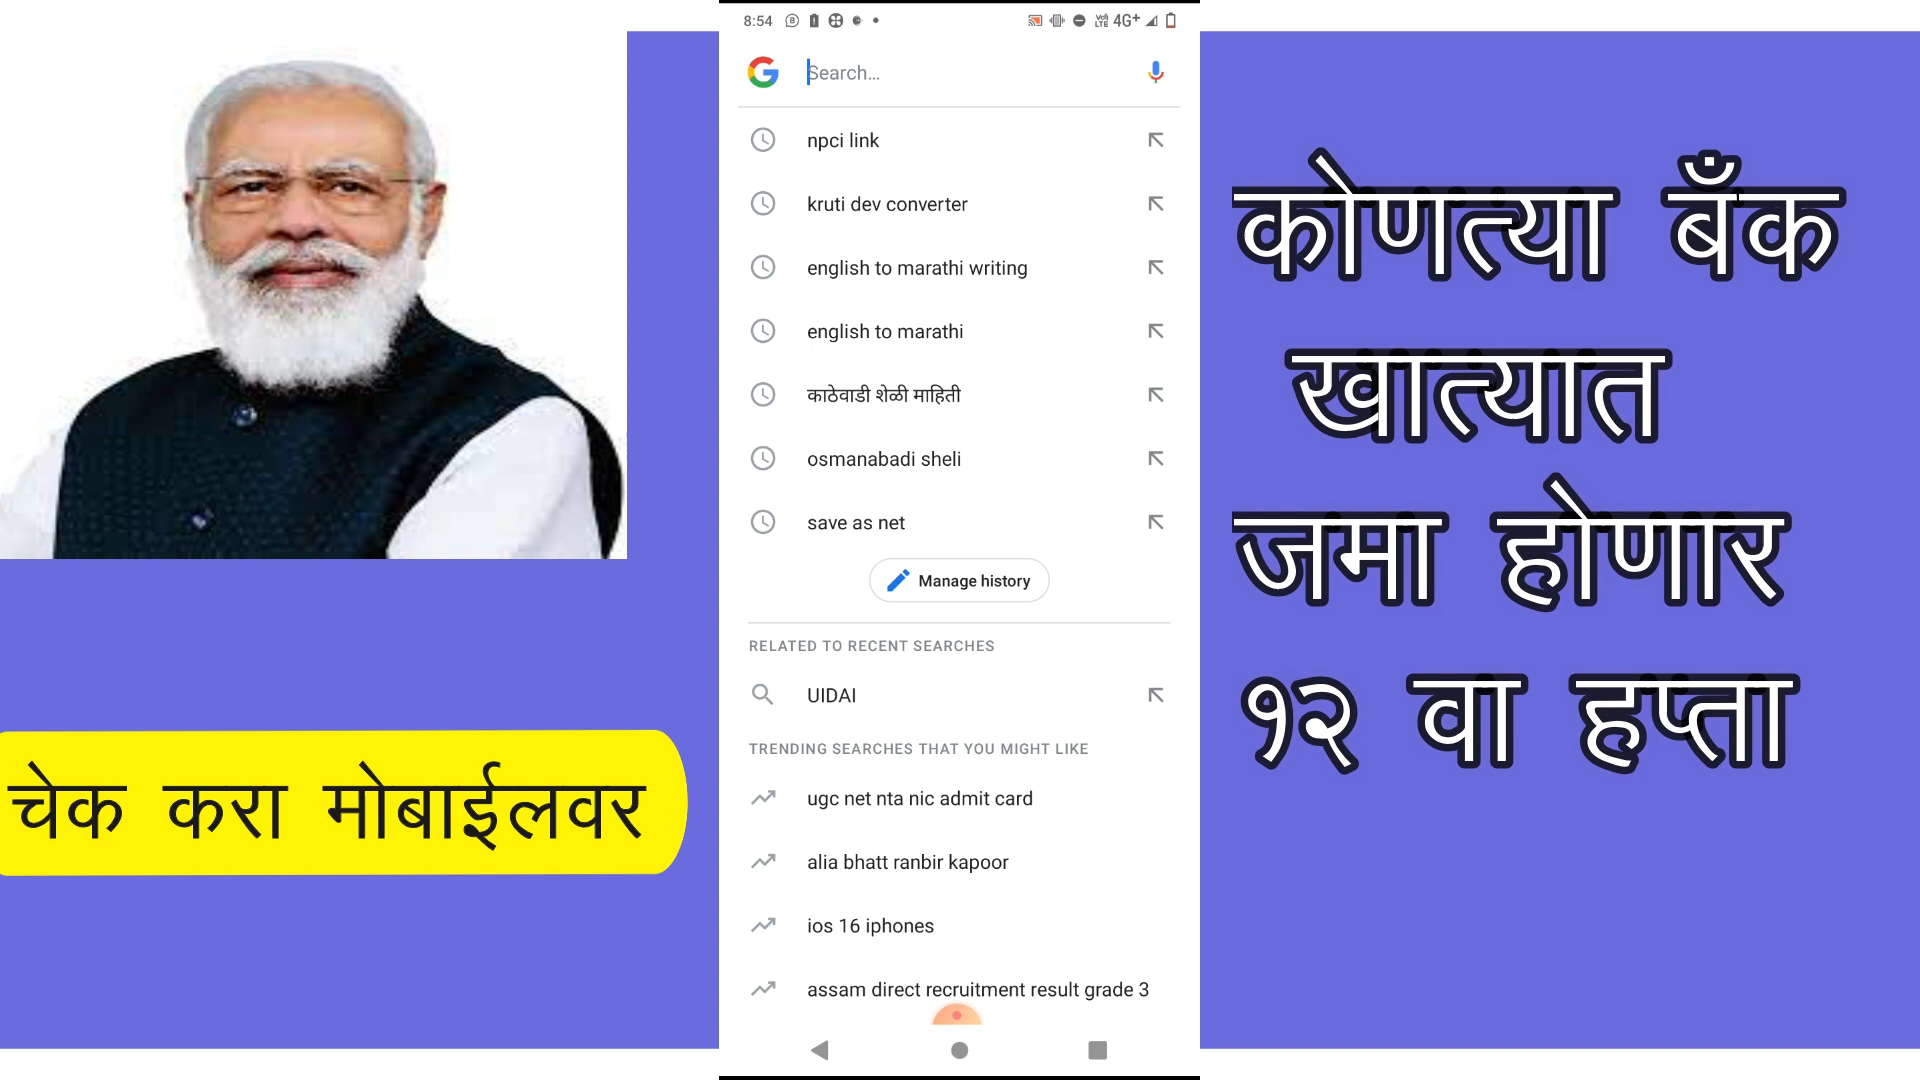 8:54
4G+
Search...
npci link
kruti dev converter
english to marathi writing
english to marathi
काठेवाडी शेळी माहिती
osmanabadi sheli
save as net
Manage history
RELATED TO RECENT SEARCHES
UIDAI
TRENDING SEARCHES THAT YOU MIGHT LIKE
ugc net nta nic admit card
alia bhatt ranbir kapoor
ios 16 iphones
assam direct recruitment result grade 3
चेक करा मोबाईलवर
कोणत्या बँक
खात्यात
जमा होणार
१२ वा हप्ता